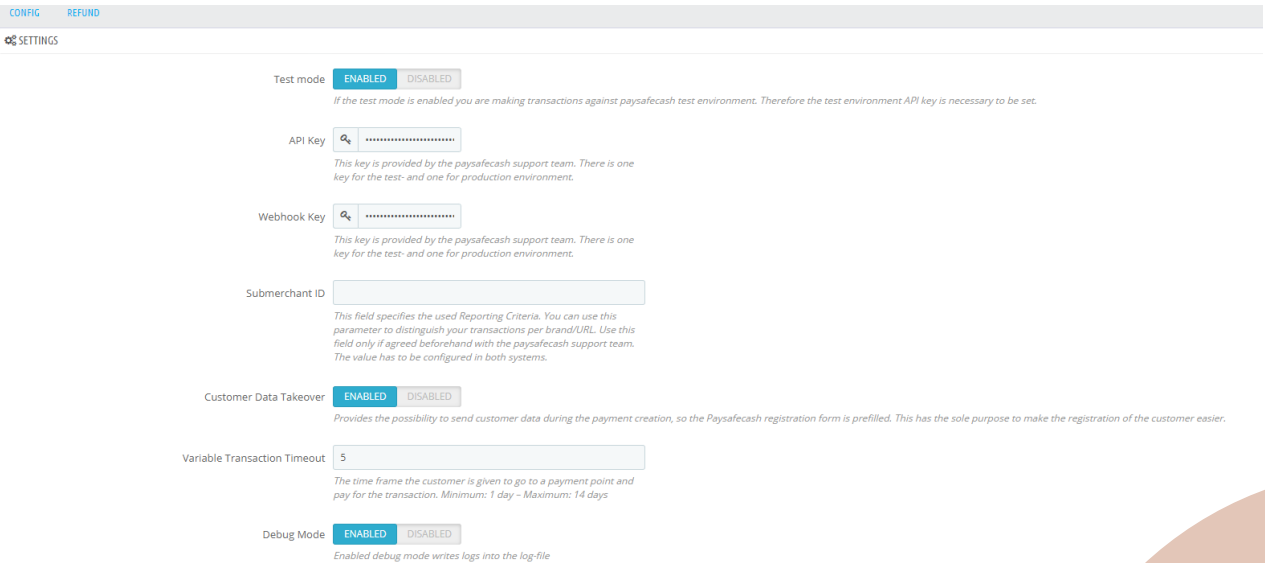 CONFIG REFUND
SETTINGS
Test mode ENABLED DISABLED
If the test mode is enabled you are making transactions against paysafecash test environment. Therefore the test environment API key is necessary to be set.
API Key ························
This key is provided by the paysafecash support team. There is one
key for the test- and one for production environment.
Webhook Key ························
This key is provided by the paysafecash support team. There is one
key for the test- and one for production environment.
Submerchant ID
This field specifies the used Reporting Criteria. You can use this
parameter to distinguish your transactions per brand/URL. Use this
field only if agreed beforehand with the paysafecash support team.
The value has to be configured in both systems.
Customer Data Takeover ENABLED DISABLED
Provides the possibility to send customer data during the payment creation, so the Paysafecash registration form is prefilled. This has the sole purpose to make the registration of the customer easier.
Variable Transaction Timeout 5
The time frame the customer is given to go to a payment point and
pay for the transaction. Minimum: 1 day – Maximum: 14 days
Debug Mode ENABLED DISABLED
Enabled debug mode writes logs into the log-file